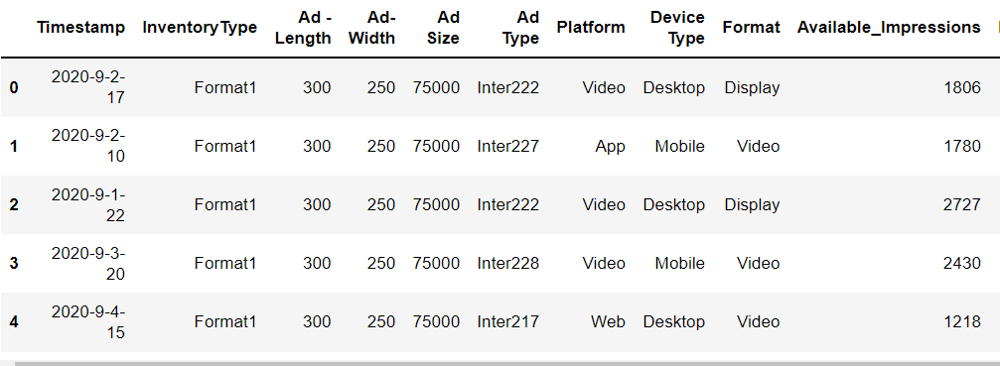 Timestamp InventoryType Ad - Length Ad- Width Ad Size Ad Type Platform Device Type Format Available_Impressions
0 2020-9-2-17 Format1 300 250 75000 Inter222 Video Desktop Display 1806
1 2020-9-2-10 Format1 300 250 75000 Inter227 App Mobile Video 1780
2 2020-9-1-22 Format1 300 250 75000 Inter222 Video Desktop Display 2727
3 2020-9-3-20 Format1 300 250 75000 Inter228 Video Mobile Video 2430
4 2020-9-4-15 Format1 300 250 75000 Inter217 Web Desktop Video 1218